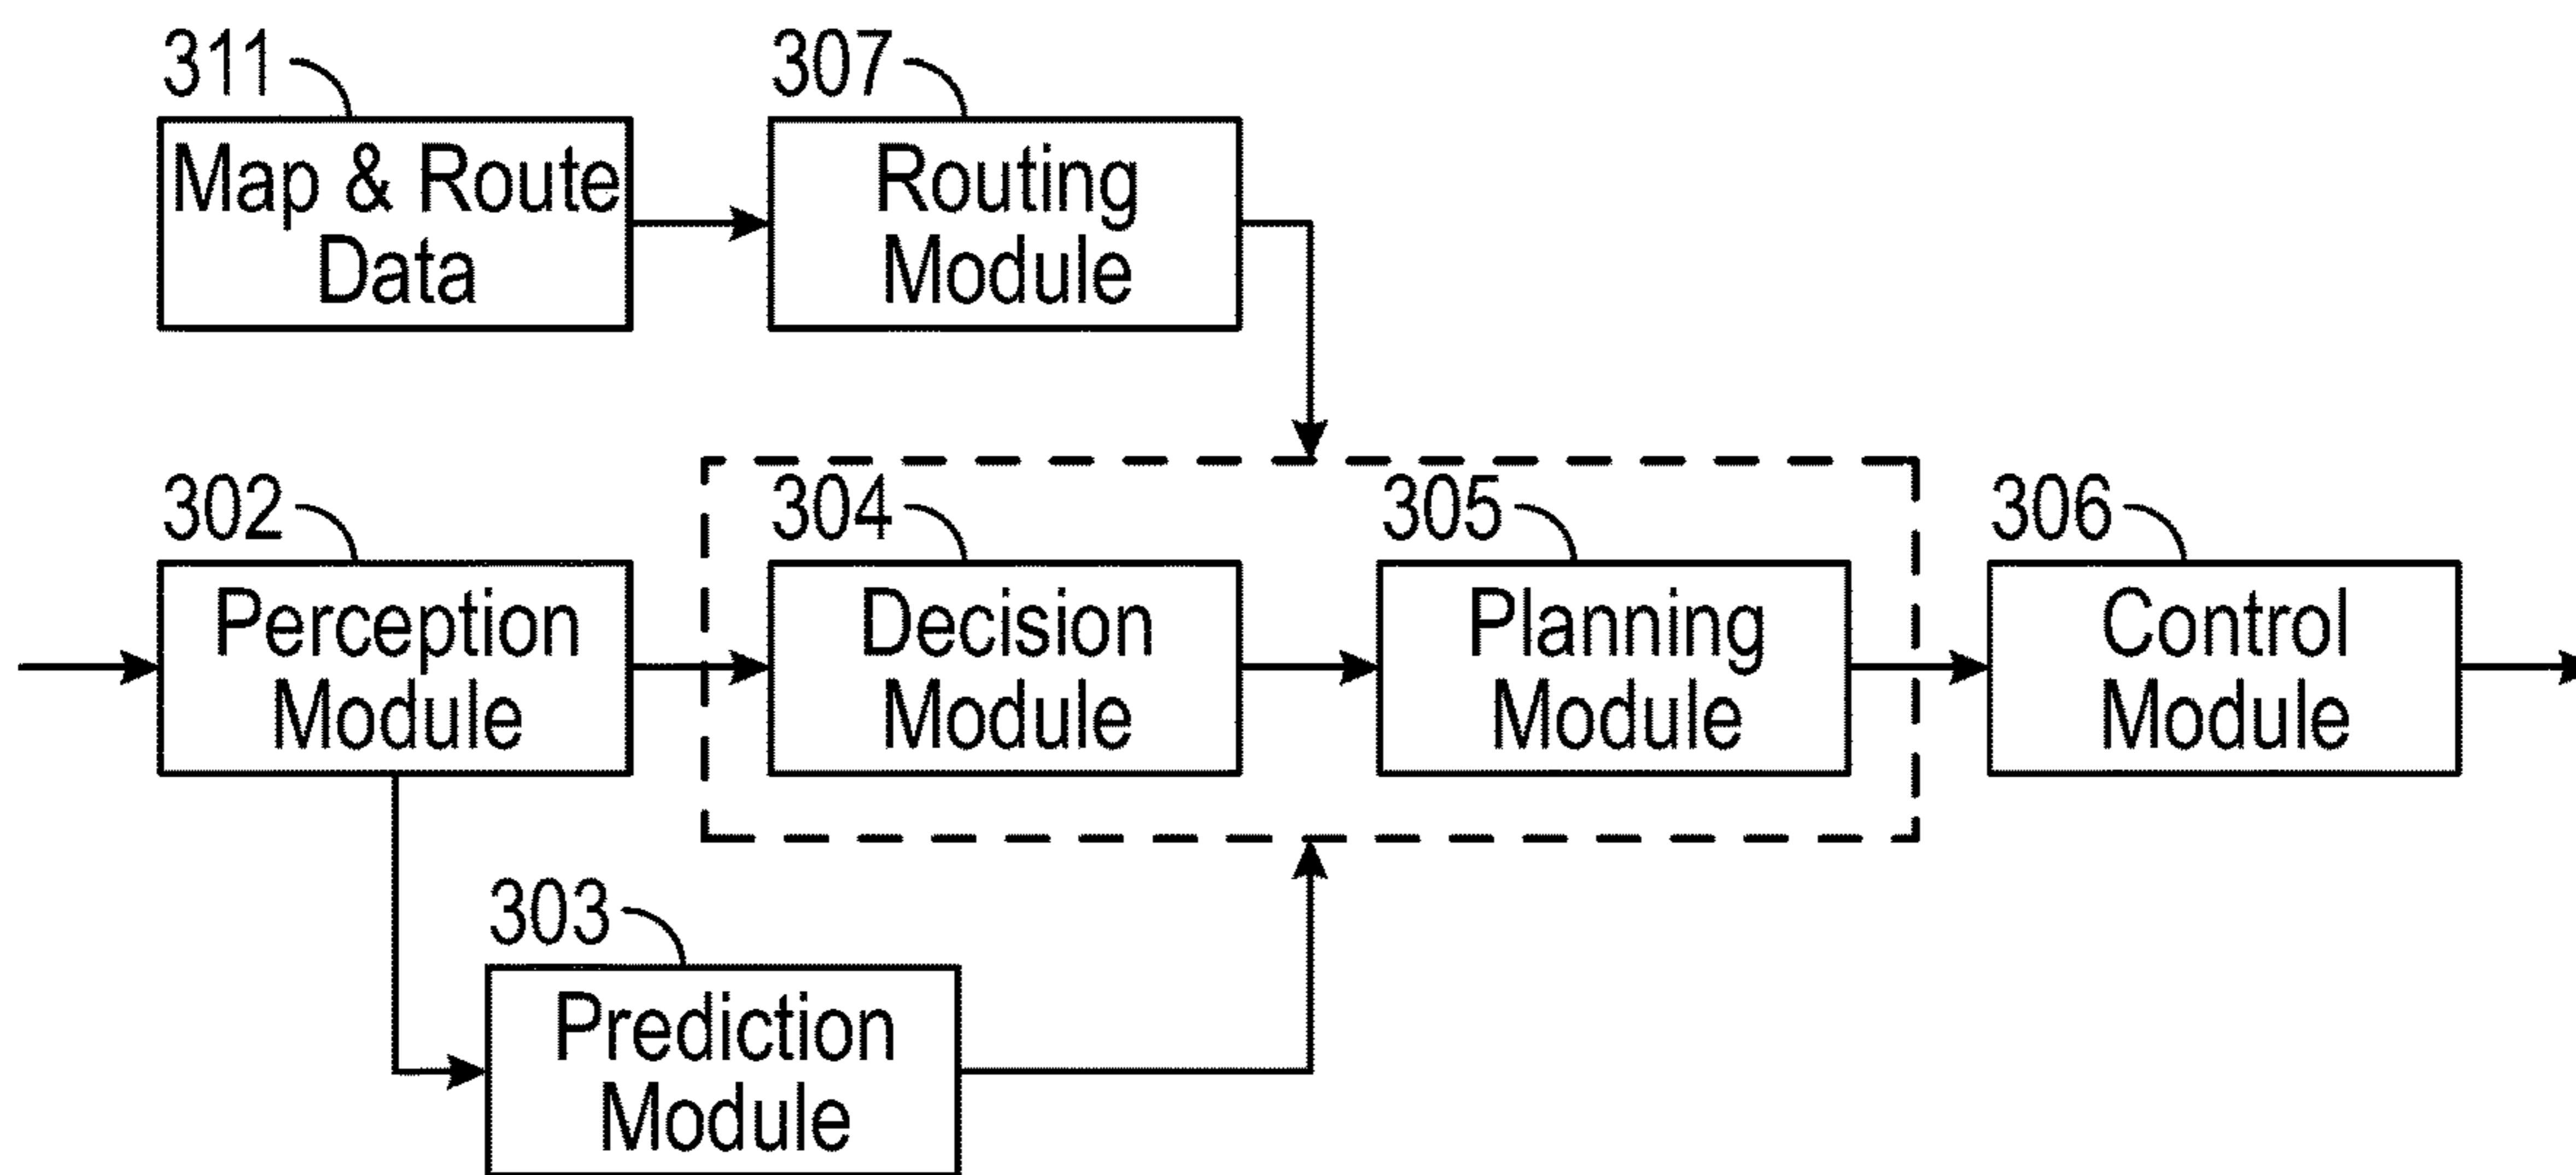 311
Map & Route
Data
307
Routing
Module
302
Perception
Module
304
Decision
Module
305
Planning
Module
306
Control
Module
303
Prediction
Module